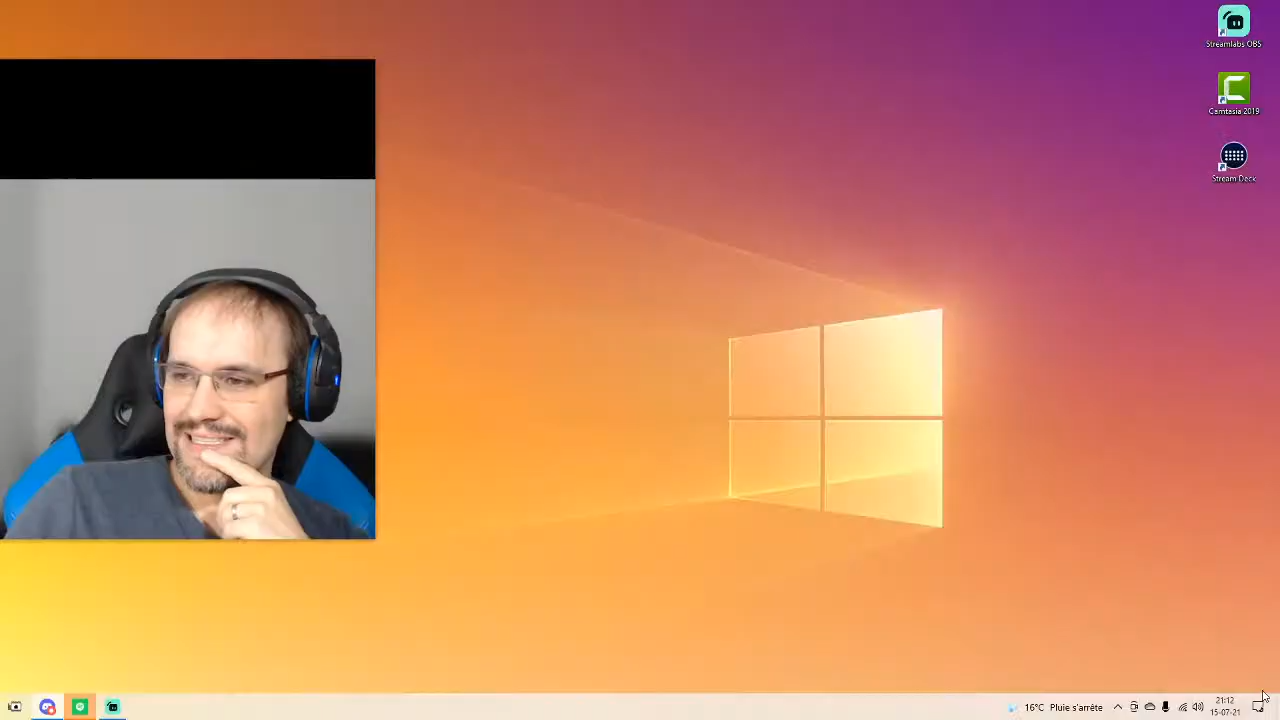 Streamlabs OBS
Camtasia 2019
Stream Deck
16°C Pluie s'arrête
21:12
15-07-21